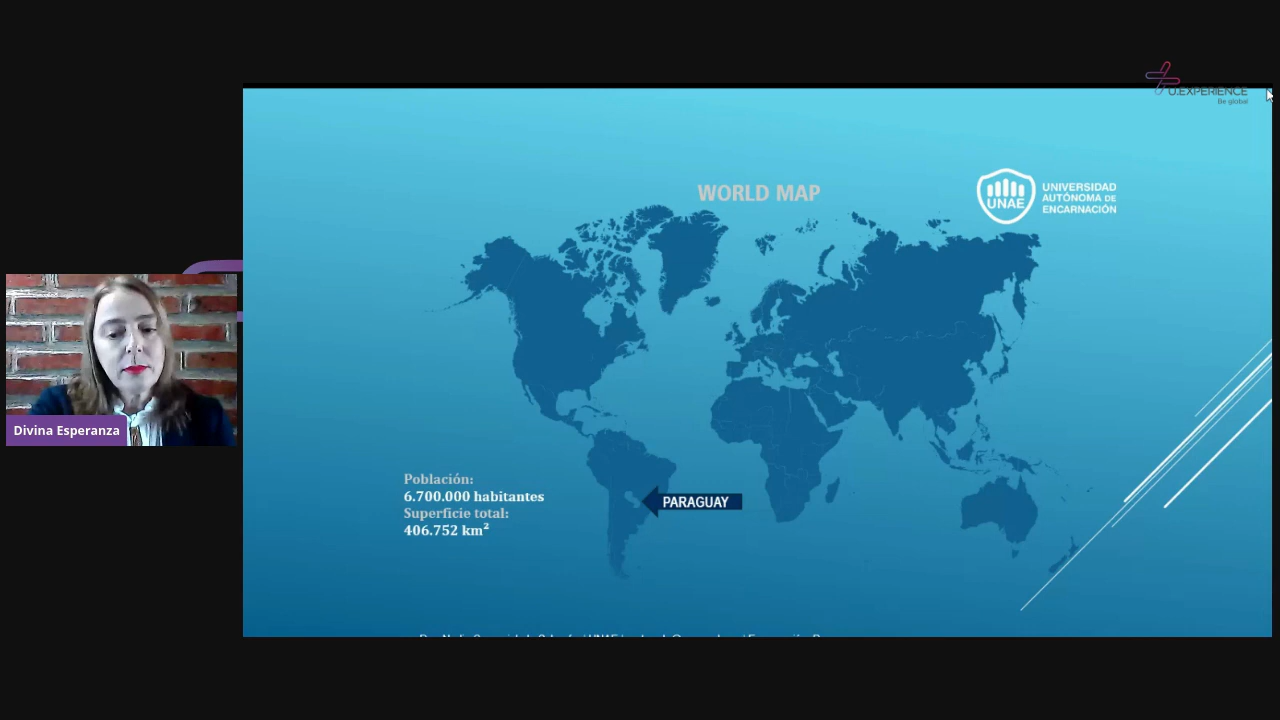 U.EXPERIENCE
Be global
WORLD MAP
UNAE
UNIVERSIDAD
AUTÓNOMA DE
ENCARNACIÓN
Divina Esperanza
Población:
6.700.000 habitantes
Superficie total:
406.752 km²
PARAGUAY